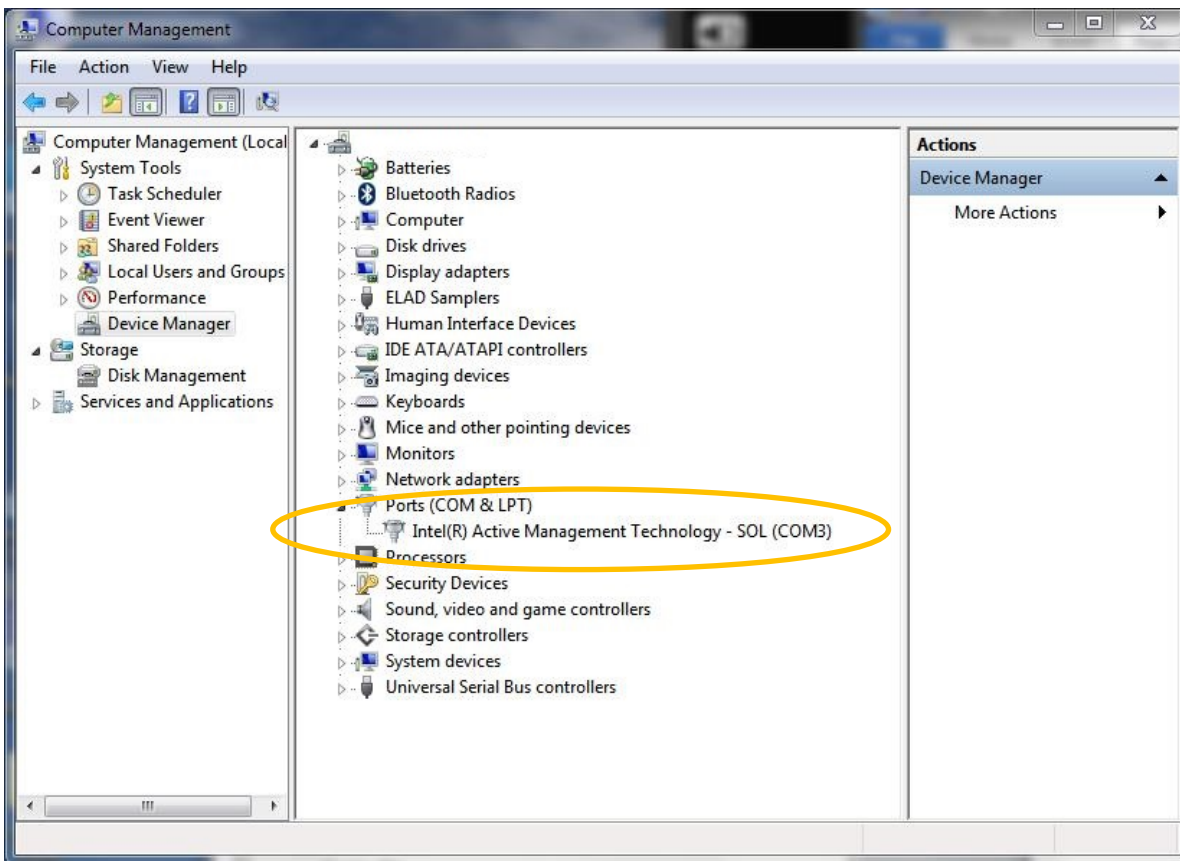 Computer Management
File Action View Help
Computer Management (Local
System Tools
Task Scheduler
Event Viewer
Shared Folders
Local Users and Groups
Performance
Device Manager
Storage
Disk Management
Services and Applications
Batteries
Bluetooth Radios
Computer
Disk drives
Display adapters
ELAD Samplers
Human Interface Devices
IDE ATA/ATAPI controllers
Imaging devices
Keyboards
Mice and other pointing devices
Monitors
Network adapters
Ports (COM & LPT)
Intel(R) Active Management Technology - SOL (COM3)
Processors
Security Devices
Sound, video and game controllers
Storage controllers
System devices
Universal Serial Bus controllers
Actions
Device Manager
More Actions